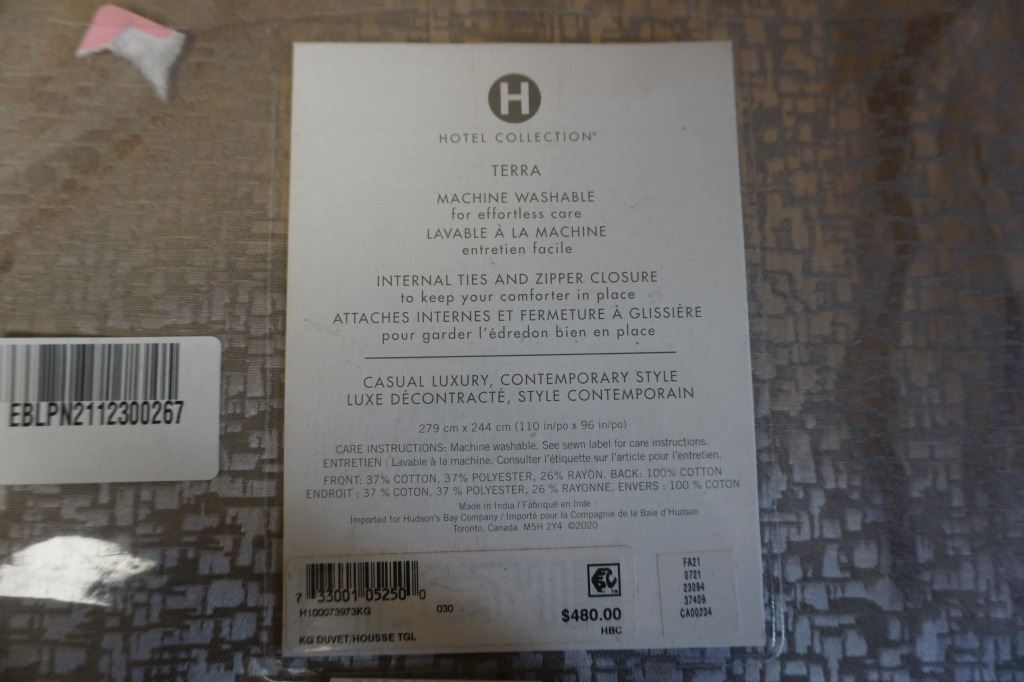 H
HOTEL COLLECTION®
TERRA
MACHINE WASHABLE
for effortless care
LAVABLE À LA MACHINE
entretien facile
INTERNAL TIES AND ZIPPER CLOSURE
to keep your comforter in place
ATTACHES INTERNES ET FERMETURE À GLISSIÈRE
pour garder l'édredon bien en place
CASUAL LUXURY, CONTEMPORARY STYLE
LUXE DÉCONTRACTÉ, STYLE CONTEMPORAIN
279 cm x 244 cm (110 in/po x 96 in/po)
CARE INSTRUCTIONS: Machine washable. See sewn label for care instructions.
ENTRETIEN : Lavable à la machine. Consulter l'étiquette sur l'article pour l'entretien.
FRONT: 37% COTTON, 37% POLYESTER, 26% RAYON. BACK: 100% COTTON
ENDROIT : 37 % COTON, 37 % POLYESTER, 26 % RAYONNE. ENVERS : 100 % COTON
Made in India / Fabriqué en Inde
Imported for Hudson's Bay Company / Importé pour la Compagnie de la Baie d'Hudson
Toronto, Canada M5H 2Y4 ©2020
EBLPN2112300267
7 33001 05250 0
H100073973KG
030
KG DUVET/HOUSSE TGL
$480.00
HBC
FA21
0721
23094
37409
CA00234